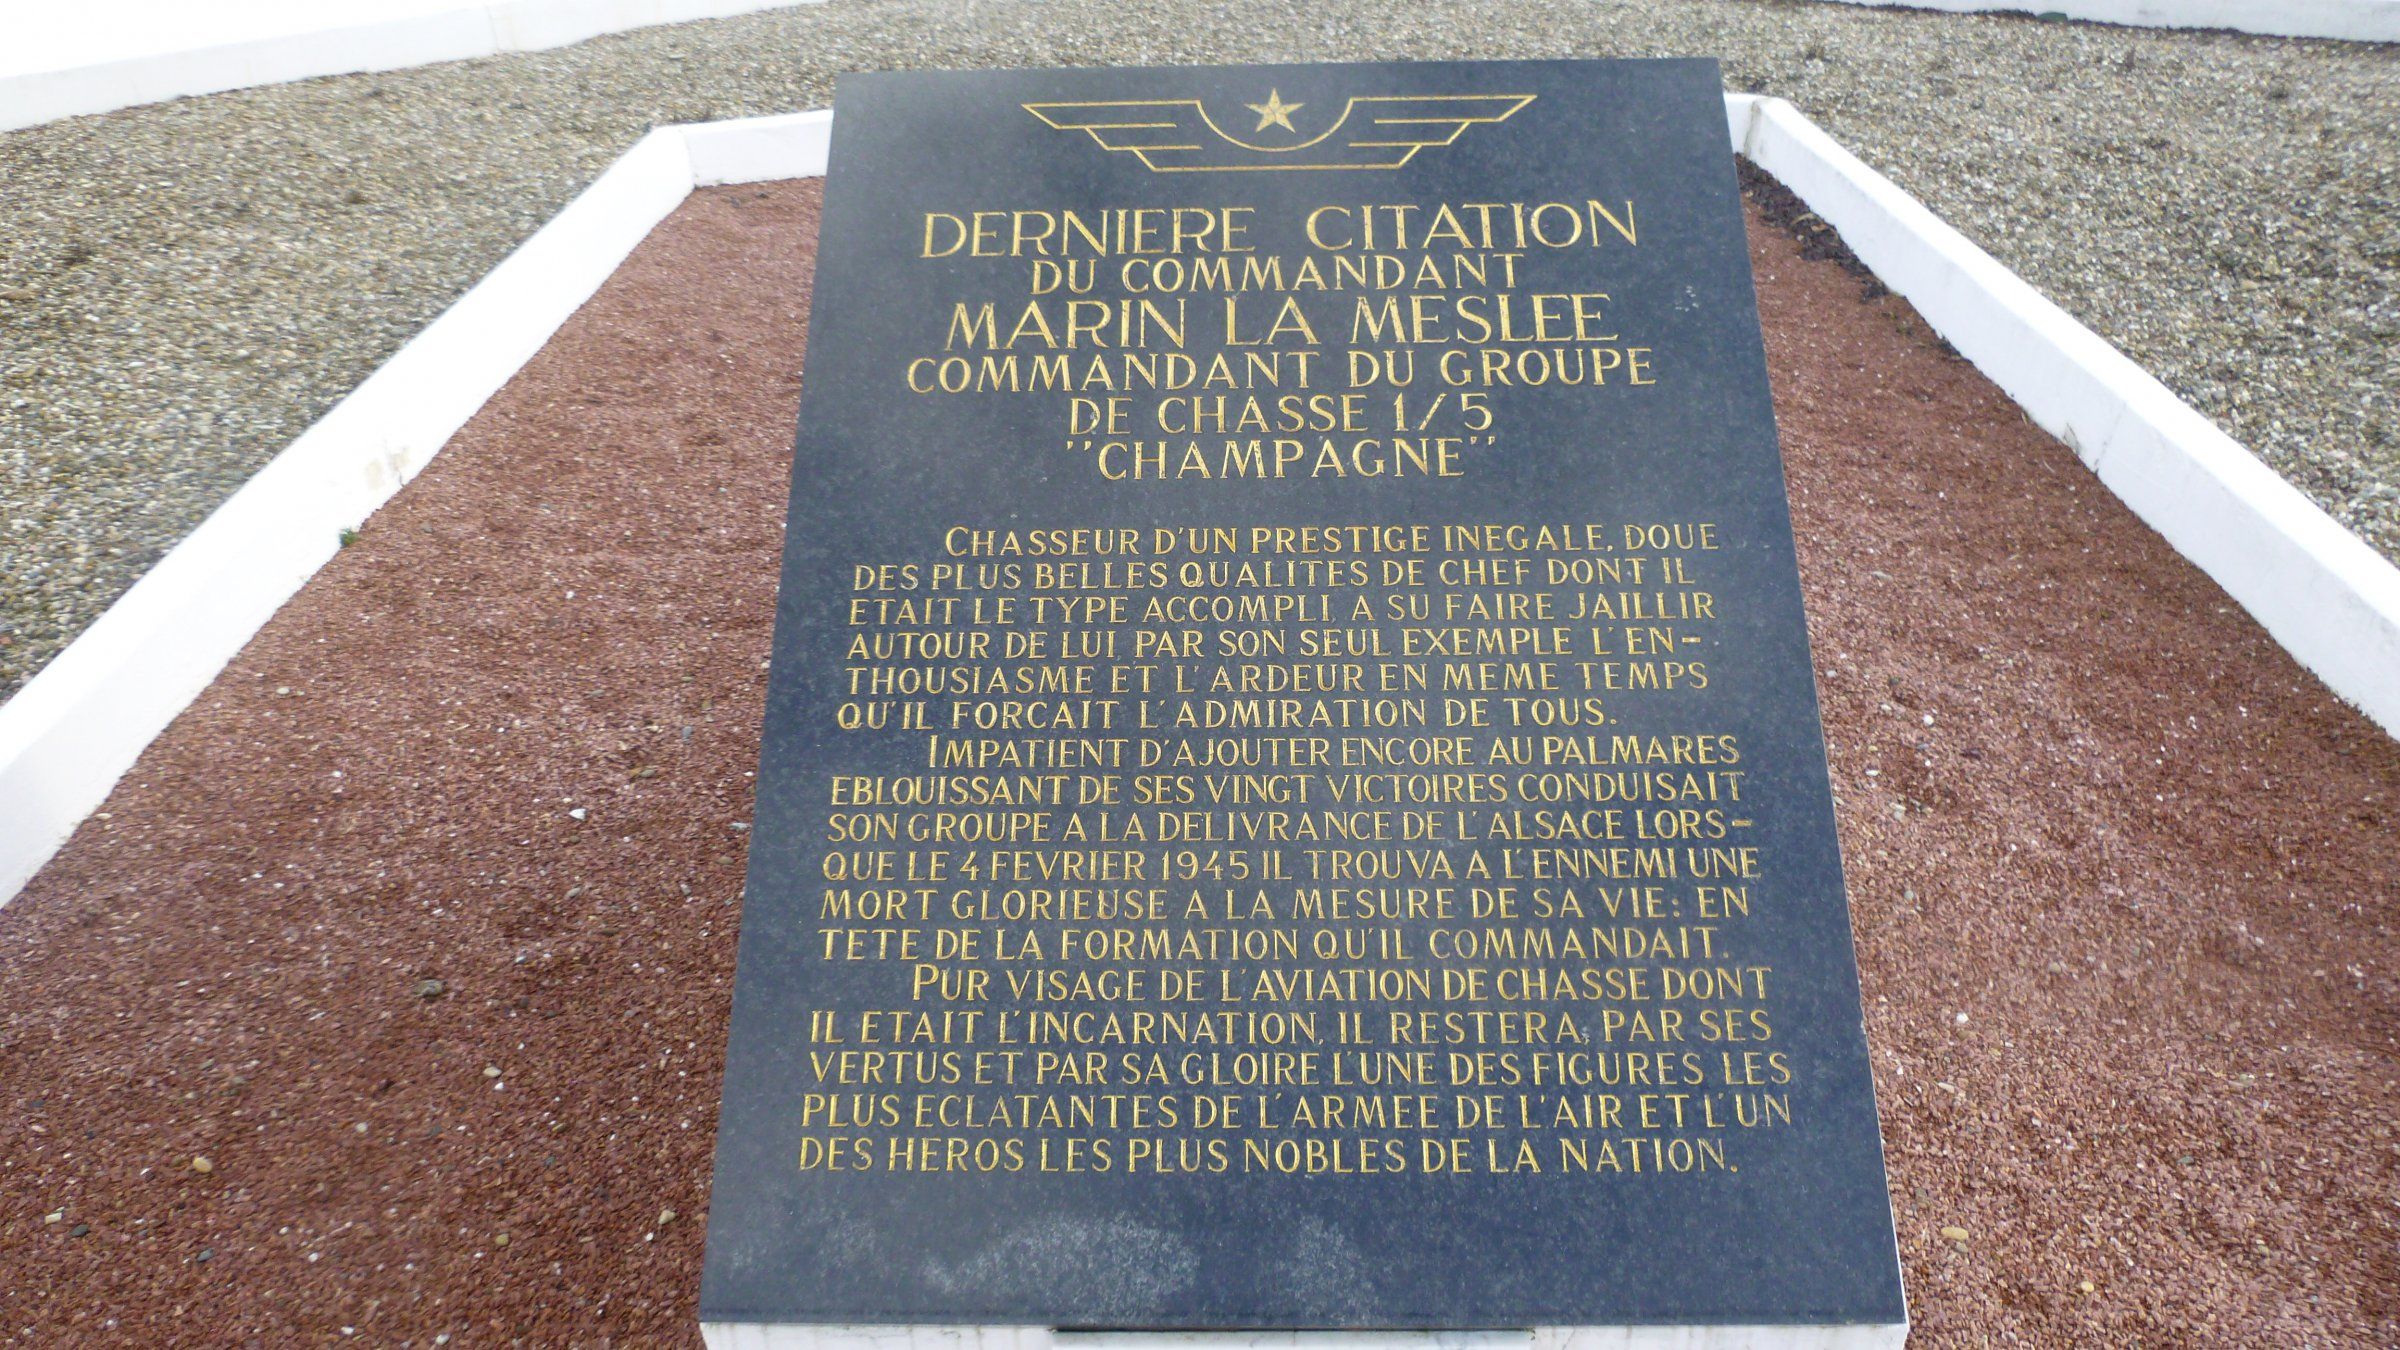 DERNIERE CITATION
DU COMMANDANT
MARIN LA MESLEE
COMMANDANT DU GROUPE
DE CHASSE 1/5
"CHAMPAGNE"
CHASSEUR D'UN PRESTIGE INEGALE, DOUE
DES PLUS BELLES QUALITES DE CHEF DONT IL
ETAIT LE TYPE ACCOMPLI, A SU FAIRE JAILLIR
AUTOUR DE LUI, PAR SON SEUL EXEMPLE L'EN-
THOUSIASME ET L'ARDEUR EN MEME TEMPS
QU'IL FORCAIT L'ADMIRATION DE TOUS.
IMPATIENT D'AJOUTER ENCORE AU PALMARES
EBLOUISSANT DE SES VINGT VICTOIRES CONDUISAIT
SON GROUPE A LA DELIVRANCE DE L'ALSACE LORS-
QUE LE 4 FEVRIER 1945 IL TROUVA A L'ENNEMI UNE
MORT GLORIEUSE A LA MESURE DE SA VIE: EN
TETE DE LA FORMATION QU'IL COMMANDAIT.
PUR VISAGE DE L'AVIATION DE CHASSE DONT
IL ETAIT L'INCARNATION, IL RESTERA, PAR SES
VERTUS ET PAR SA GLOIRE L'UNE DES FIGURES LES
PLUS ECLATANTES DE L'ARMEE DE L'AIR ET L'UN
DES HEROS LES PLUS NOBLES DE LA NATION.